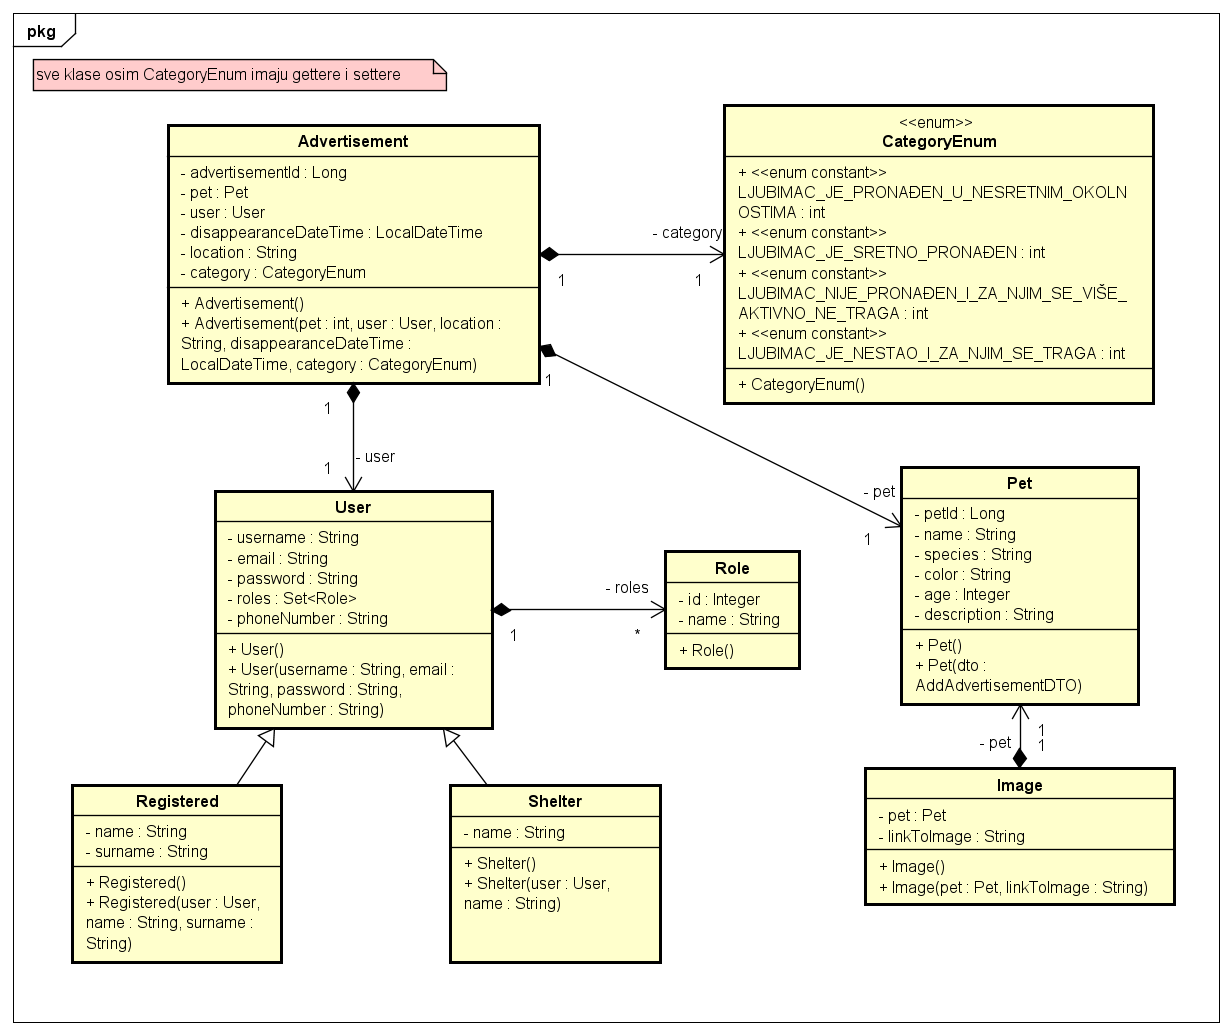 pkg
sve klase osim CategoryEnum imaju gettere i settere
Advertisement
- advertisementId : Long
- pet : Pet
- user : User
- disappearanceDateTime : LocalDateTime
- location : String
- category : CategoryEnum
+ Advertisement()
+ Advertisement(pet : int, user : User, location :
String, disappearanceDateTime :
LocalDateTime, category : CategoryEnum)
- category
1
1
<<enum>>
CategoryEnum
+ <<enum constant>>
LJUBIMAC_JE_PRONAĐEN_U_NESRETNIM_OKOLN
OSTIMA : int
+ <<enum constant>>
LJUBIMAC_JE_SRETNO_PRONAĐEN : int
+ <<enum constant>>
LJUBIMAC_NIJE_PRONAĐEN_I_ZA_NJIM_SE_VIŠE_
AKTIVNO_NE_TRAGA : int
+ <<enum constant>>
LJUBIMAC_JE_NESTAO_I_ZA_NJIM_SE_TRAGA : int
+ CategoryEnum()
1
- pet
1
1
- user
1
User
- username : String
- email : String
- password : String
- roles : Set<Role>
- phoneNumber : String
+ User()
+ User(username : String, email :
String, password : String,
phoneNumber : String)
- roles
1
*
Role
- id : Integer
- name : String
+ Role()
Pet
- petId : Long
- name : String
- species : String
- color : String
- age : Integer
- description : String
+ Pet()
+ Pet(dto :
AddAdvertisementDTO)
1
- pet
1
Registered
- name : String
- surname : String
+ Registered()
+ Registered(user : User,
name : String, surname :
String)
Shelter
- name : String
+ Shelter()
+ Shelter(user : User,
name : String)
Image
- pet : Pet
- linkToImage : String
+ Image()
+ Image(pet : Pet, linkToImage : String)